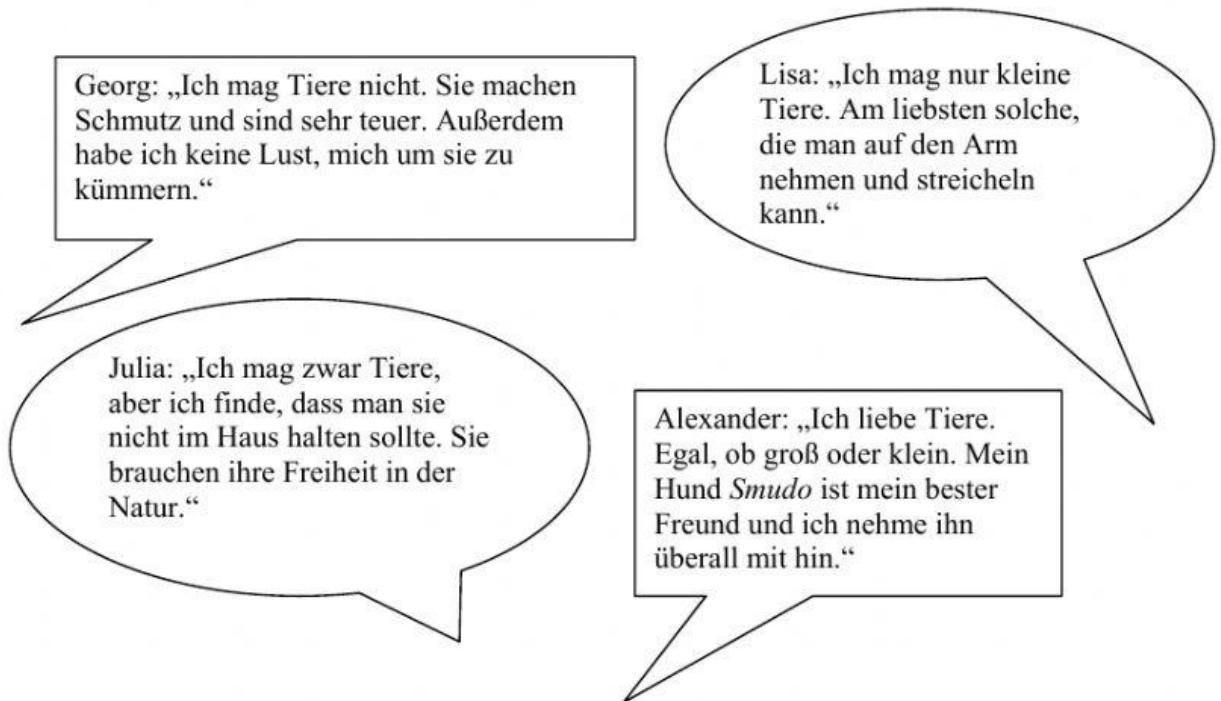 Georg: „Ich mag Tiere nicht. Sie machen
Schmutz und sind sehr teuer. Außerdem
habe ich keine Lust, mich um sie zu
kümmern.“
Lisa: „Ich mag nur kleine
Tiere. Am liebsten solche,
die man auf den Arm
nehmen und streicheln
kann.“
Julia: „Ich mag zwar Tiere,
aber ich finde, dass man sie
nicht im Haus halten sollte. Sie
brauchen ihre Freiheit in der
Natur.“
Alexander: „Ich liebe Tiere.
Egal, ob groß oder klein. Mein
Hund Smudo ist mein bester
Freund und ich nehme ihn
überall mit hin.“